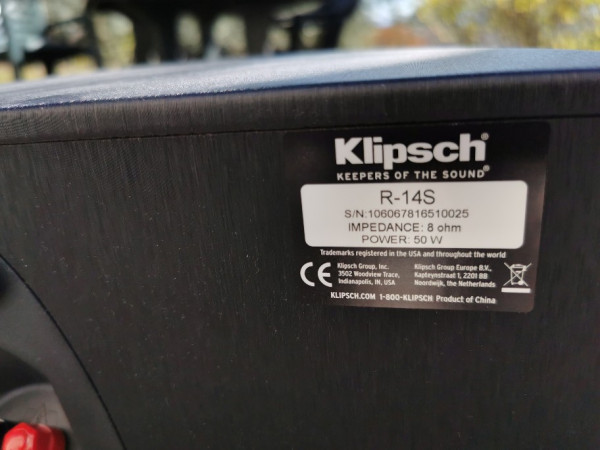 Klipsch®
KEEPERS OF THE SOUND®
R-14S
S/N:106067816510025
IMPEDANCE: 8 ohm
POWER: 50 W
Trademarks registered in the USA and throughout the world
CE
Klipsch Group, Inc.
3502 Woodview Trace,
Indianapolis, IN, USA
Klipsch Group Europe B.V.,
Kapteynstraat 1, 2201 BB
Noordwijk, the Netherlands
KLIPSCH.COM 1-800-KLIPSCH Product of China